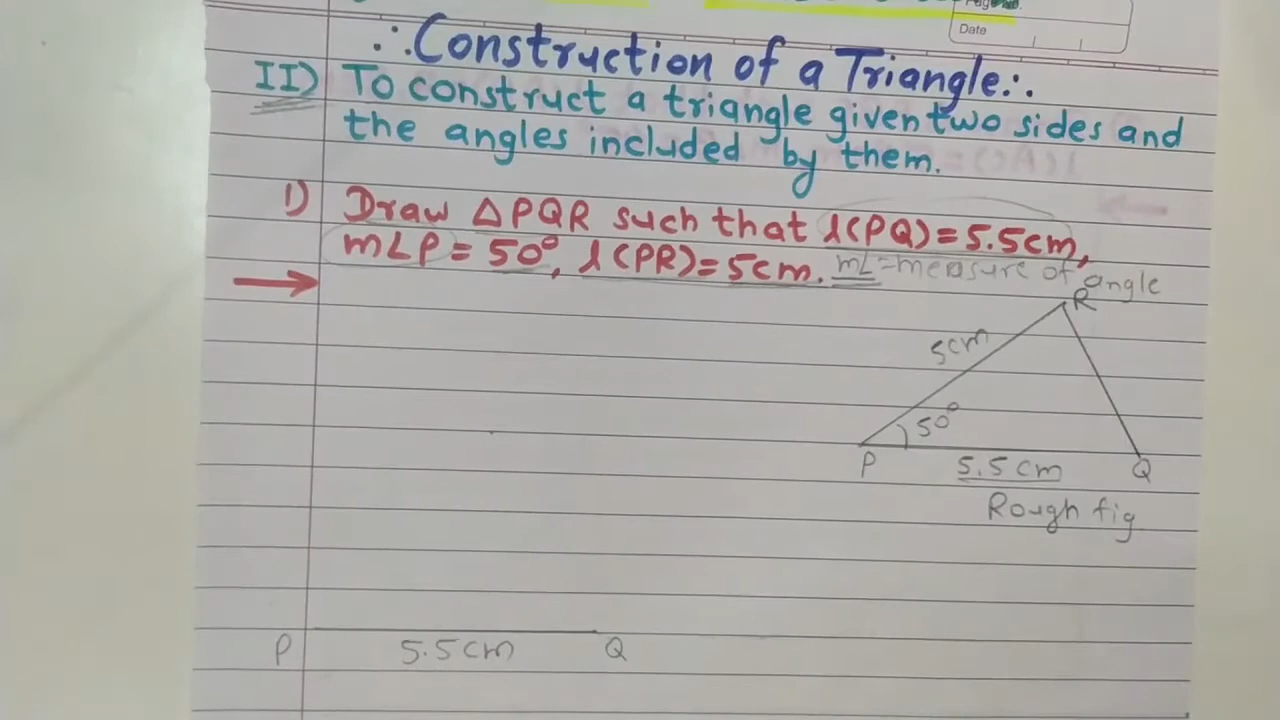 Date
∴Construction of a Triangle:.
II) To construct a triangle given two sides and
the angles included by them.
1) Draw △PQR such that l(PQ)=5.5cm,
m∠P = 50°, l(PR)=5cm. m∠=measure of angle
R
5cm
50°
P 5.5cm Q
Rough fig
P 5.5cm Q